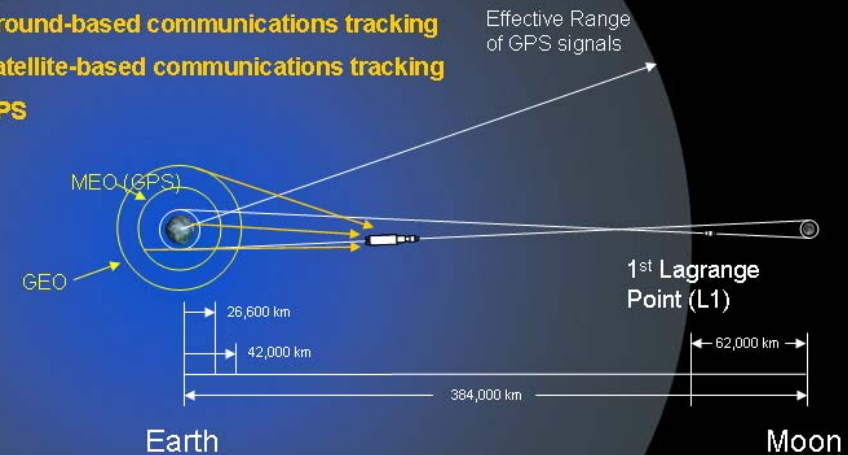 round-based communications tracking
atellite-based communications tracking
PS
Effective Range
of GPS signals
MEO (GPS)
GEO
1st Lagrange
Point (L1)
26,600 km
42,000 km
62,000 km
384,000 km
Earth
Moon